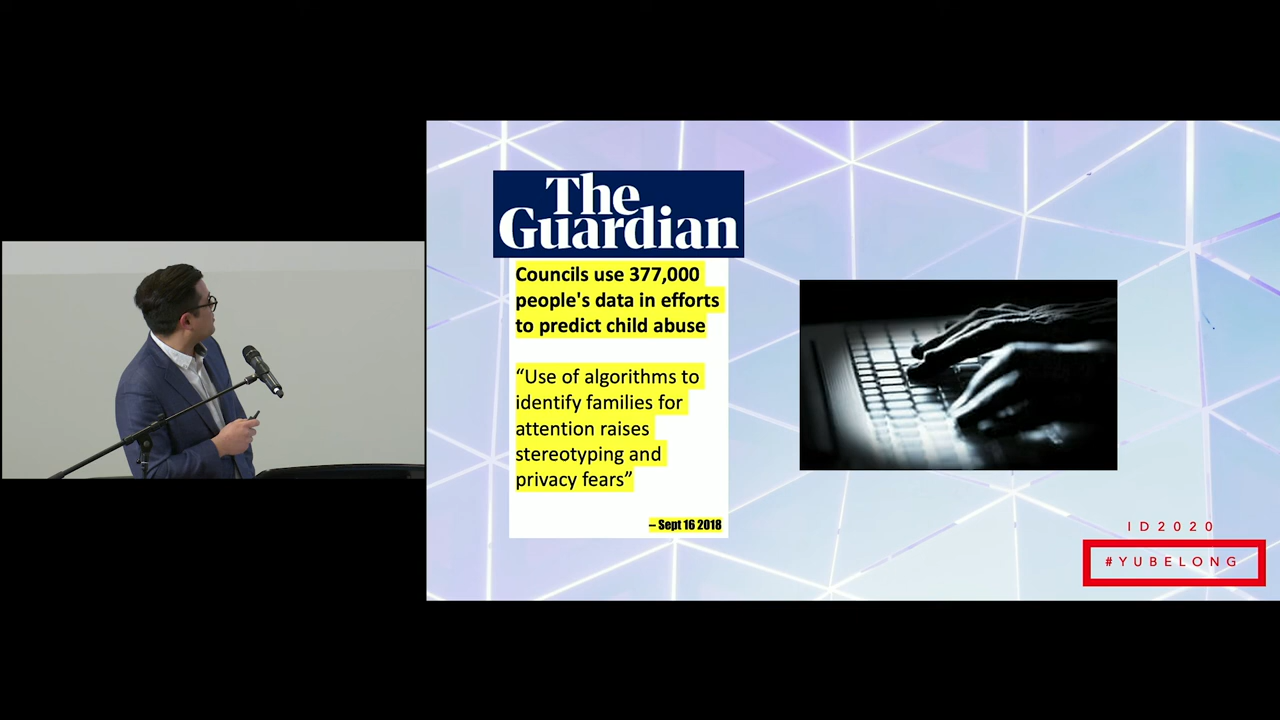 The
Guardian
Councils use 377,000
people's data in efforts
to predict child abuse
“Use of algorithms to
identify families for
attention raises
stereotyping and
privacy fears”
– Sept 16 2018
ID2020
#YUBELONG